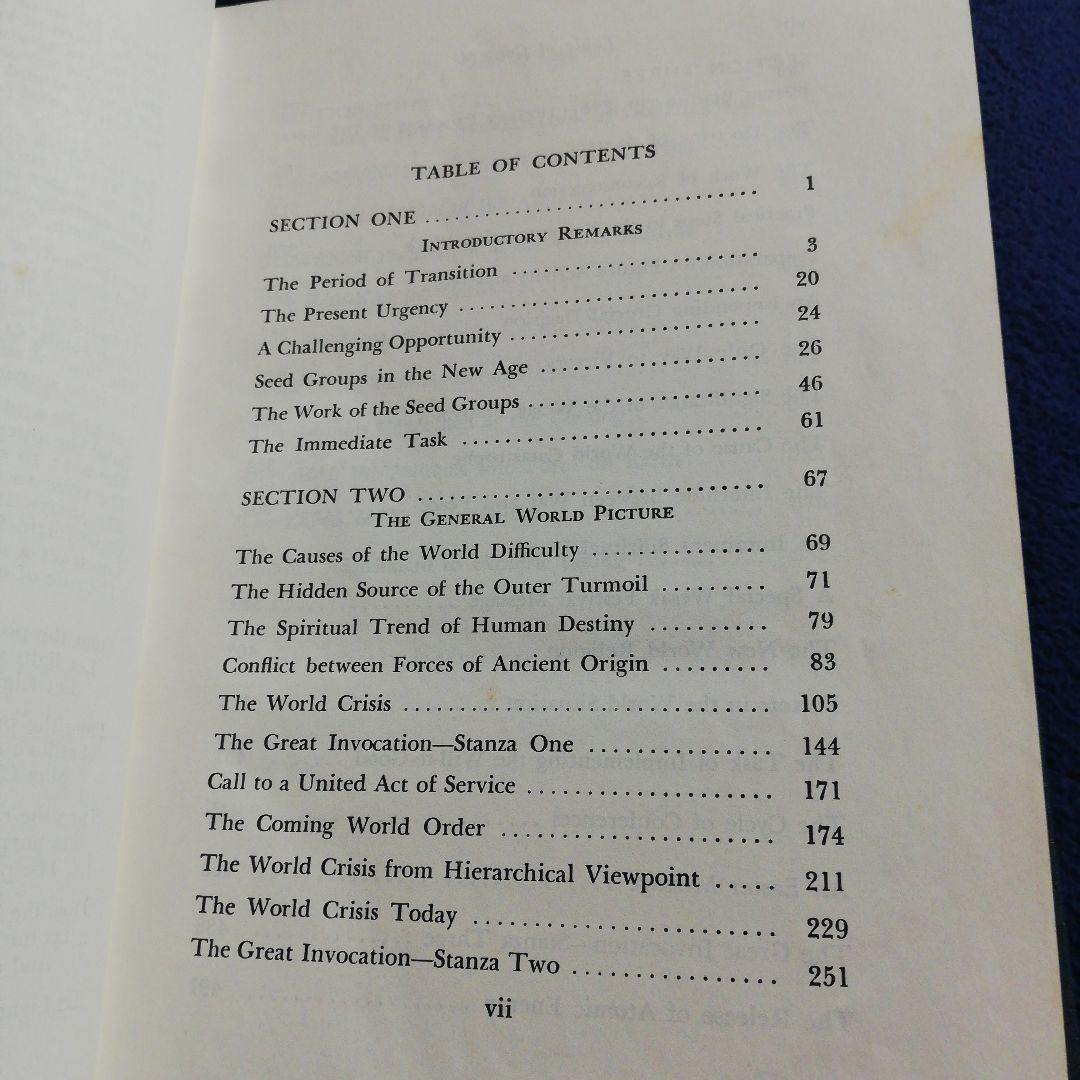 TABLE OF CONTENTS
SECTION ONE ............................... 1
INTRODUCTORY REMARKS
The Period of Transition ....................... 3
The Present Urgency ............................ 20
A Challenging Opportunity ....................... 24
Seed Groups in the New Age .................... 26
The Work of the Seed Groups ..................... 46
The Immediate Task ............................ 61
SECTION TWO ................................ 67
THE GENERAL WORLD PICTURE
The Causes of the World Difficulty ................ 69
The Hidden Source of the Outer Turmoil ......... 71
The Spiritual Trend of Human Destiny .......... 79
Conflict between Forces of Ancient Origin ......... 83
The World Crisis .................................. 105
The Great Invocation—Stanza One ............... 144
Call to a United Act of Service ..................... 171
The Coming World Order ....................... 174
The World Crisis from Hierarchical Viewpoint ..... 211
The World Crisis Today ......................... 229
The Great Invocation—Stanza Two ................ 251
vii